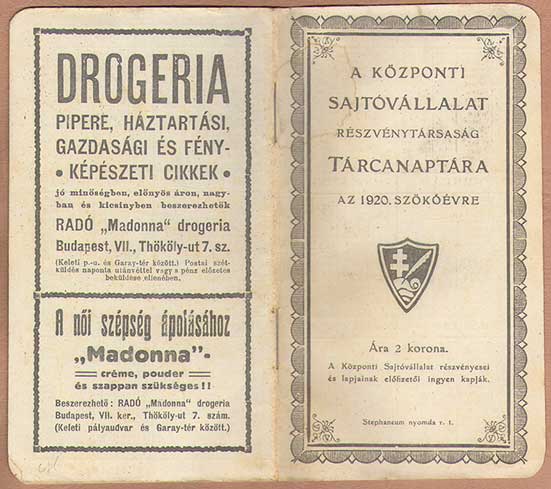 DROGERIA
PIPERE, HÁZTARTÁSI,
GAZDASÁGI ÉS FÉNY-
• KÉPÉSZETI CIKKEK •
jó minőségben, előnyös áron, nagy-
ban és kicsinyben beszerezhetők
RADÓ „Madonna" drogeria
Budapest, VII., Thököly-ut 7. sz.
(Keleti p.-u. és Garay-tér között.) Postai szét-
küldés naponta utánvéttel vagy a pénz előzetes
beküldése ellenében.
A női szépség ápolásához
„Madonna"-
créme, pouder
és szappan szükséges!!
Beszerezhető: RADÓ „Madonna" drogeria
Budapest, VII. ker., Thököly-ut 7. szám.
(Keleti pályaudvar és Garay-tér között.)
A KÖZPONTI
SAJTÓVÁLLALAT
RÉSZVÉNYTÁRSASÁG
TÁRCANAPTÁRA
AZ 1920. SZÖKŐÉVRE
Ára 2 korona.
A Központi Sajtóvállalat részvényesei
és lapjainak előfizetői ingyen kapják.
Stephaneum nyomda r. t.